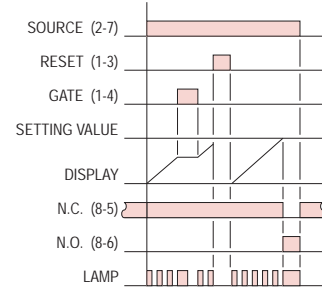 SOURCE (2-7)
RESET (1-3)
GATE (1-4)
SETTING VALUE
DISPLAY
N.C. (8-5)
N.O. (8-6)
LAMP